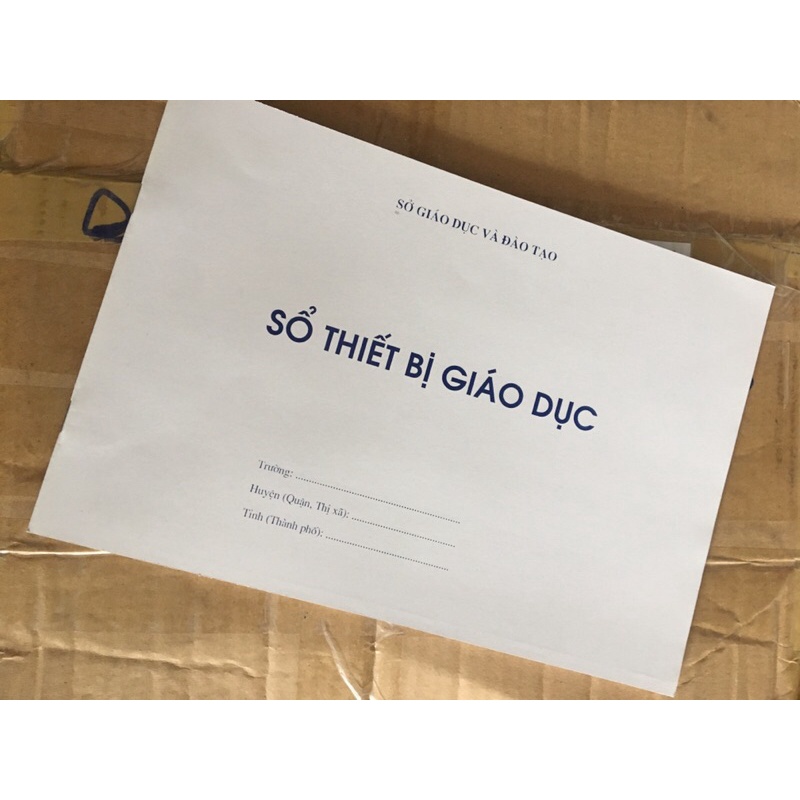 SỞ GIÁO DỤC VÀ ĐÀO TẠO
SỔ THIẾT BỊ GIÁO DỤC
Trường: ........................................................
Huyện (Quận, Thị xã): ...................................
Tỉnh (Thành phố): .........................................